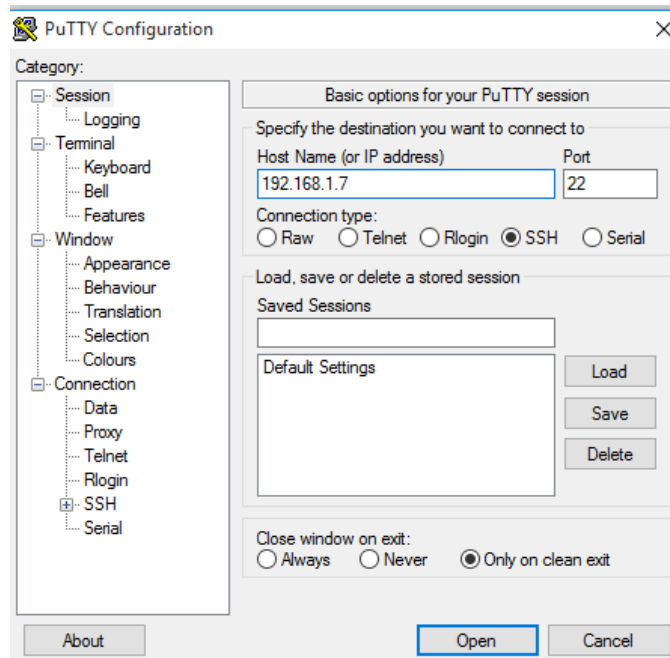 PuTTY Configuration
Category:
Session
Logging
Terminal
Keyboard
Bell
Features
Window
Appearance
Behaviour
Translation
Selection
Colours
Connection
Data
Proxy
Telnet
Rlogin
SSH
Serial
Basic options for your PuTTY session
Specify the destination you want to connect to
Host Name (or IP address) Port
192.168.1.7 22
Connection type:
Raw Telnet Rlogin SSH Serial
Load, save or delete a stored session
Saved Sessions
Default Settings
Load
Save
Delete
Close window on exit:
Always Never Only on clean exit
About Open Cancel